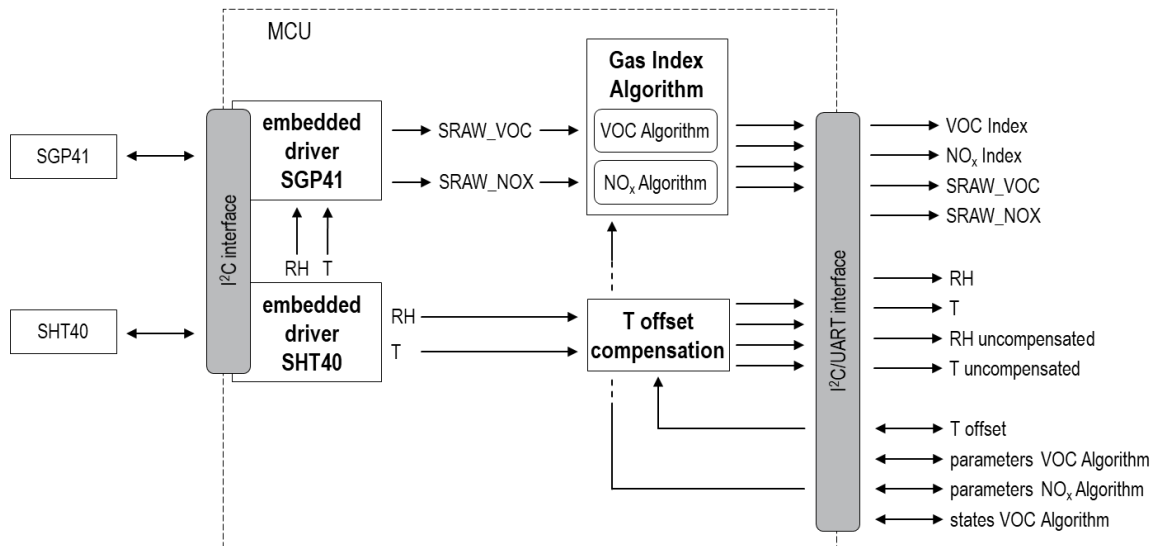 MCU
Gas Index
Algorithm
VOC Algorithm
NOₓ Algorithm
embedded
driver
SGP41
SRAW_VOC
SRAW_NOX
SGP41
I²C interface
RH T
SHT40
embedded
driver
SHT40
RH
T
T offset
compensation
I²C/UART interface
VOC Index
NOₓ Index
SRAW_VOC
SRAW_NOX
RH
T
RH uncompensated
T uncompensated
T offset
parameters VOC Algorithm
parameters NOₓ Algorithm
states VOC Algorithm